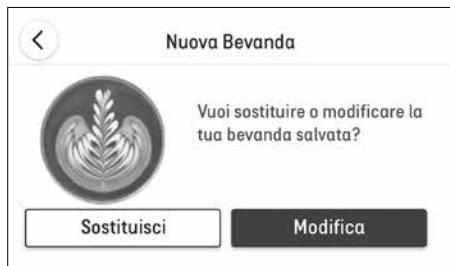 Nuova Bevanda
Vuoi sostituire o modificare la
tua bevanda salvata?
Sostituisci
Modifica